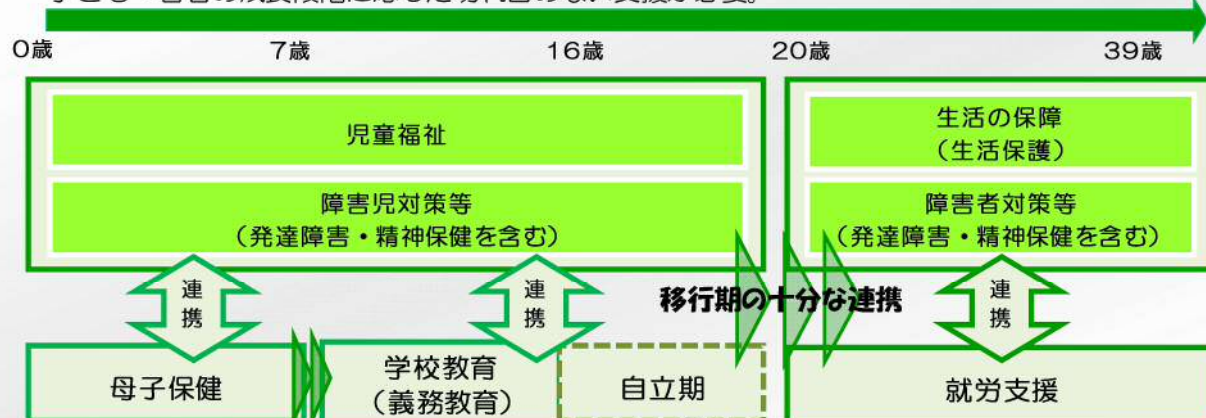 0歳
7歳
16歳
20歳
39歳
児童福祉
障害児対策等
(発達障害・精神保健を含む)
生活の保障
(生活保護)
障害者対策等
(発達障害・精神保健を含む)
連
携
連
携
移行期の十分な連携
連
携
母子保健
学校教育
(義務教育)
自立期
就労支援